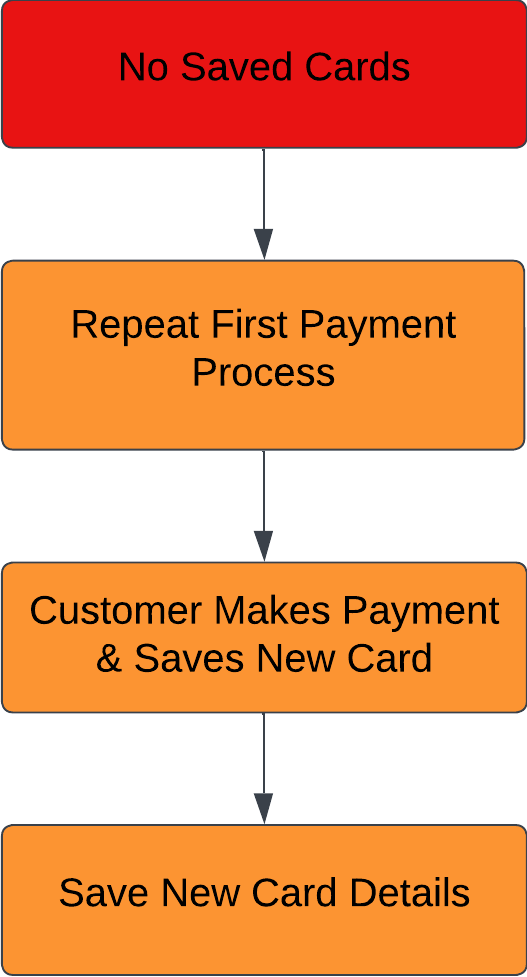 No Saved Cards
Repeat First Payment
Process
Customer Makes Payment
& Saves New Card
Save New Card Details